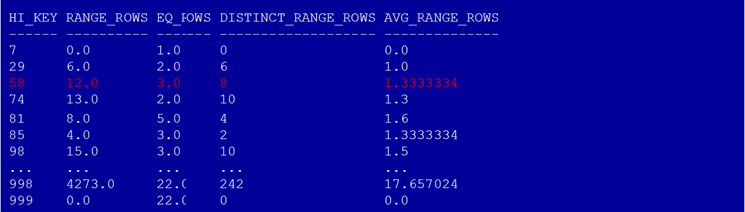 HI_KEY RANGE_ROWS EQ_ROWS DISTINCT_RANGE_ROWS AVG_RANGE_ROWS
------ ---------- ------- ------------------- --------------
7 0.0 1.0 0 0.0
29 6.0 2.0 6 1.0
58 12.0 3.0 8 1.3333334
74 13.0 2.0 10 1.3
81 8.0 5.0 4 1.6
85 4.0 3.0 2 1.3333334
98 15.0 3.0 10 1.5
... ... ... ... ...
998 4273.0 22.0 242 17.657024
999 0.0 22.0 0 0.0